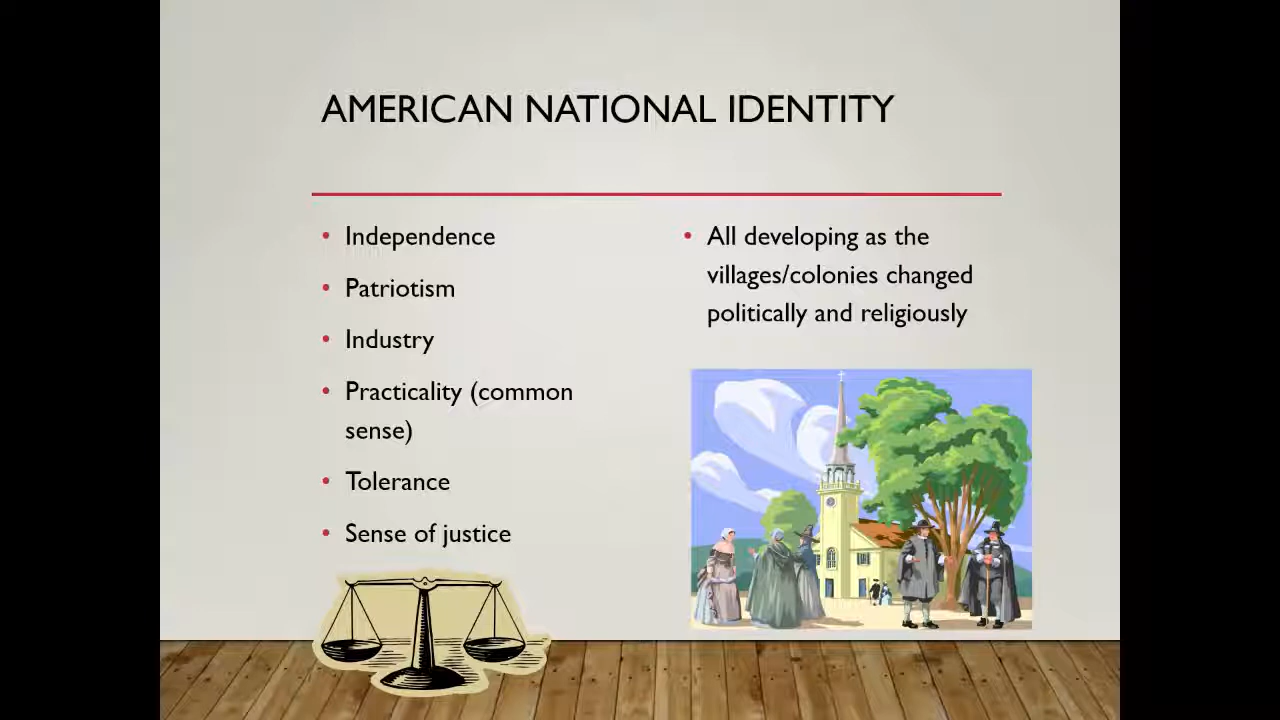 AMERICAN NATIONAL IDENTITY
• Independence
• Patriotism
• Industry
• Practicality (common
sense)
• Tolerance
• Sense of justice
• All developing as the
villages/colonies changed
politically and religiously